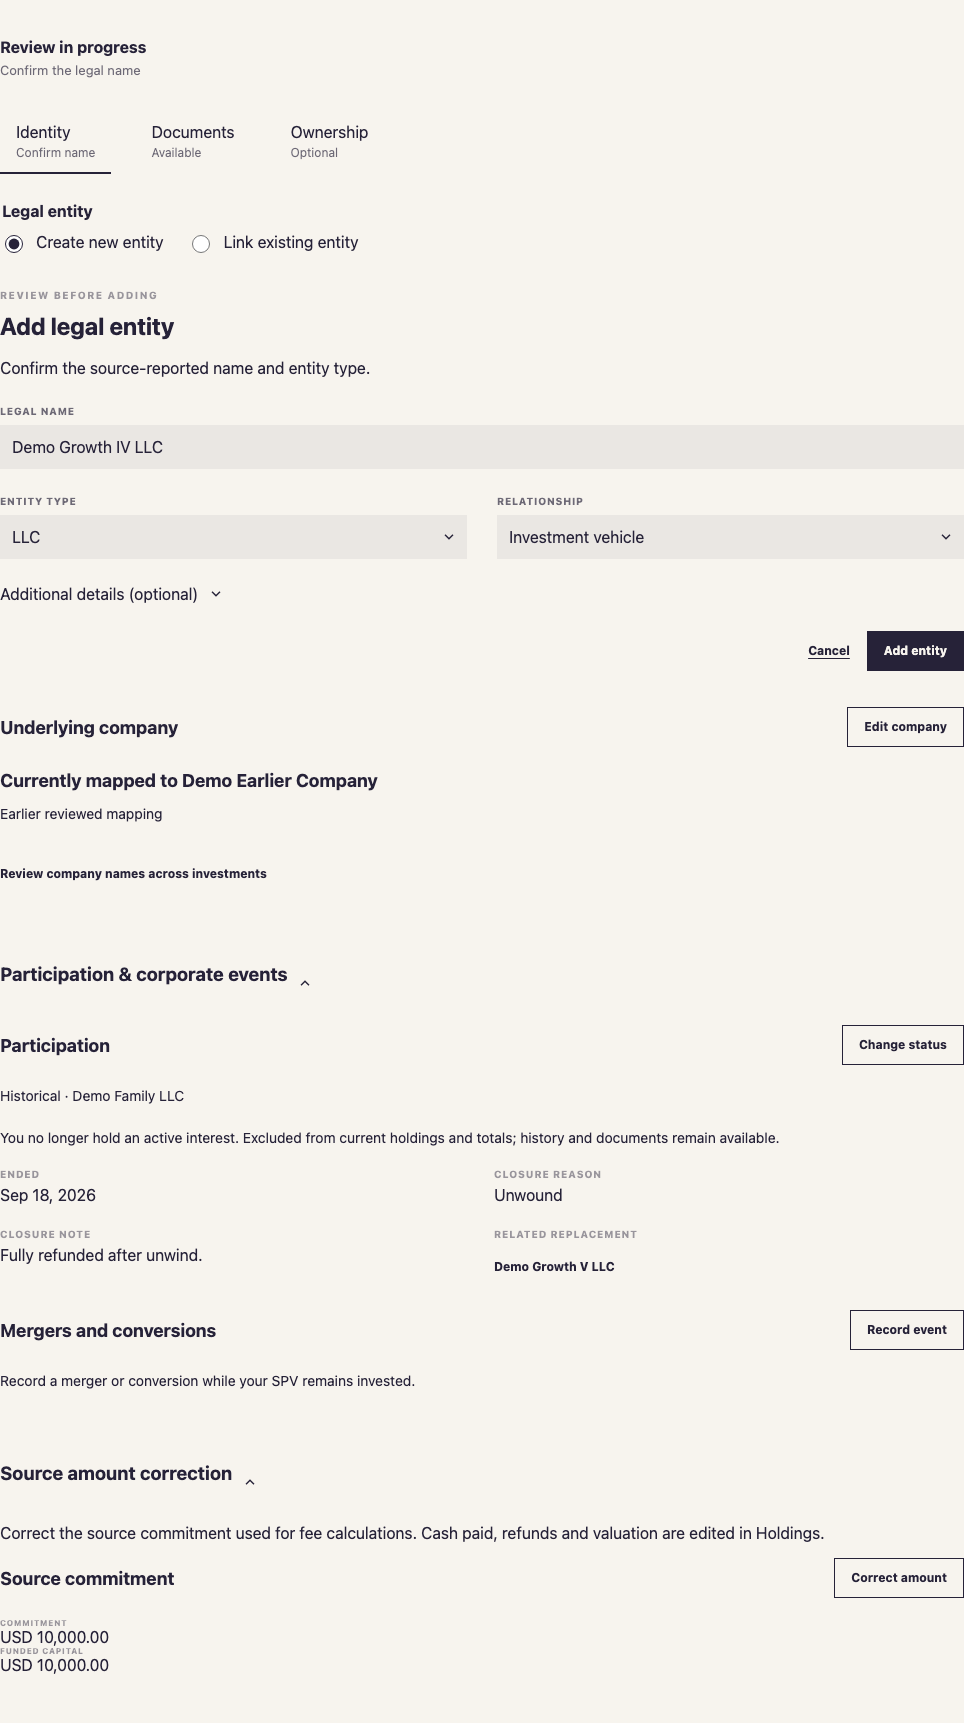 Review in progress
Confirm the legal name
Identity
Confirm name
Documents
Available
Ownership
Optional
Legal entity
Create new entity
Link existing entity
REVIEW BEFORE ADDING
Add legal entity
Confirm the source-reported name and entity type.
LEGAL NAME
Demo Growth IV LLC
ENTITY TYPE
LLC
RELATIONSHIP
Investment vehicle
Additional details (optional)
Cancel
Add entity
Underlying company
Edit company
Currently mapped to Demo Earlier Company
Earlier reviewed mapping
Review company names across investments
Participation & corporate events
Participation
Change status
Historical · Demo Family LLC
You no longer hold an active interest. Excluded from current holdings and totals; history and documents remain available.
ENDED
Sep 18, 2026
CLOSURE REASON
Unwound
CLOSURE NOTE
Fully refunded after unwind.
RELATED REPLACEMENT
Demo Growth V LLC
Mergers and conversions
Record event
Record a merger or conversion while your SPV remains invested.
Source amount correction
Correct the source commitment used for fee calculations. Cash paid, refunds and valuation are edited in Holdings.
Source commitment
Correct amount
COMMITMENT
USD 10,000.00
FUNDED CAPITAL
USD 10,000.00